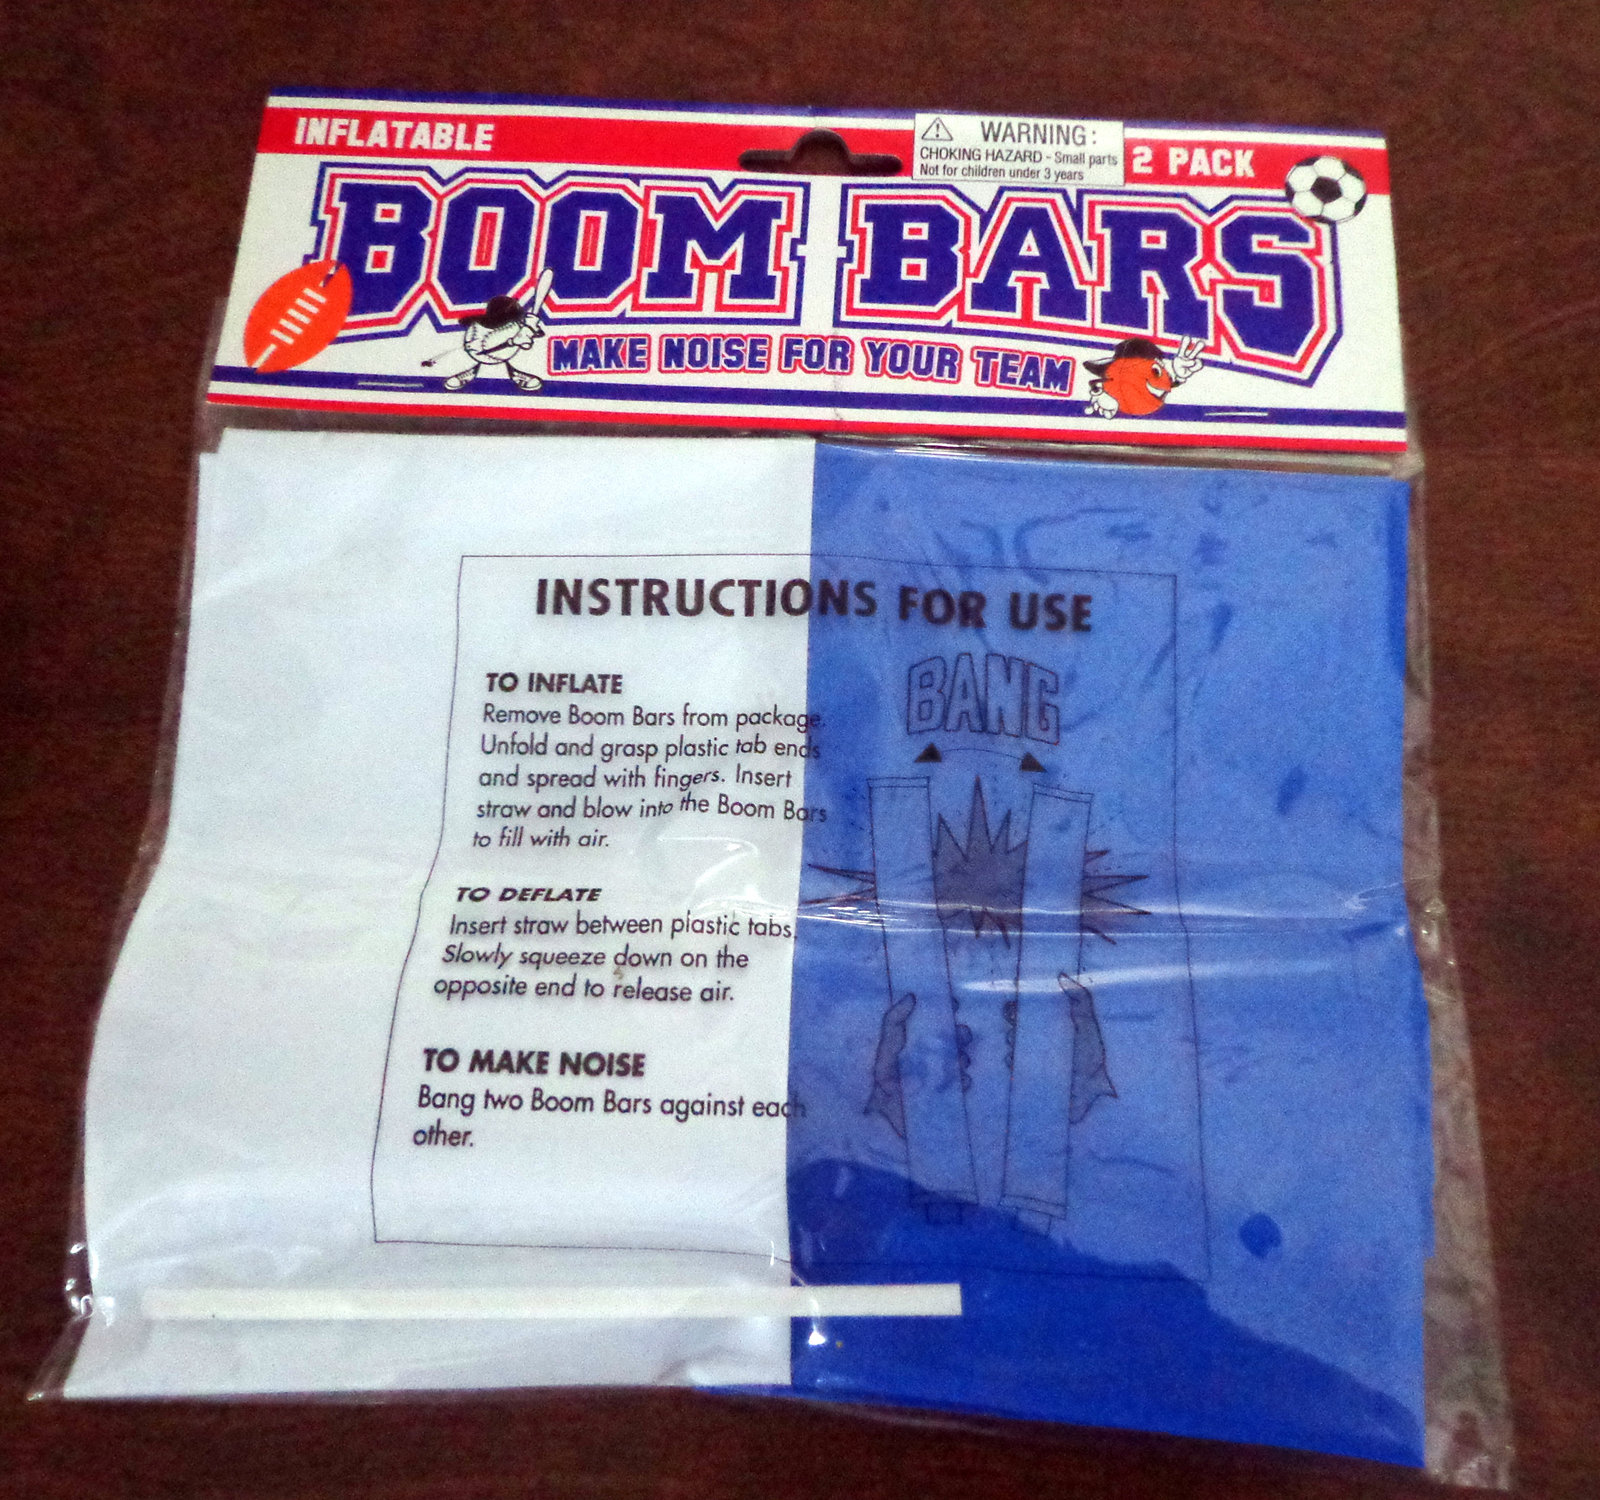 INFLATABLE
⚠ WARNING:
CHOKING HAZARD - Small parts
Not for children under 3 years
2 PACK
BOOM BARS
MAKE NOISE FOR YOUR TEAM
INSTRUCTIONS FOR USE
TO INFLATE
Remove Boom Bars from package.
Unfold and grasp plastic tab ends
and spread with fingers. Insert
straw and blow into the Boom Bars
to fill with air.
BANG
TO DEFLATE
Insert straw between plastic tabs.
Slowly squeeze down on the
opposite end to release air.
TO MAKE NOISE
Bang two Boom Bars against each
other.